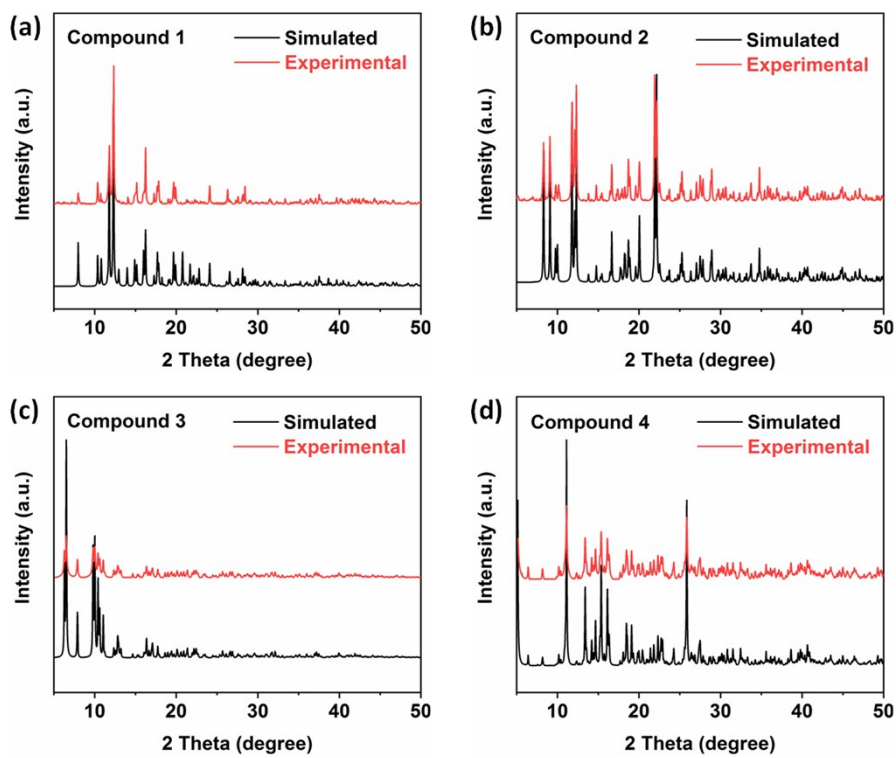 (a)
Compound 1
Simulated
Experimental
Intensity (a.u.)
10 20 30 40 50
2 Theta (degree)
(b)
Compound 2
Simulated
Experimental
Intensity (a.u.)
10 20 30 40 50
2 Theta (degree)
(c)
Compound 3
Simulated
Experimental
Intensity (a.u.)
10 20 30 40 50
2 Theta (degree)
(d)
Compound 4
Simulated
Experimental
Intensity (a.u.)
10 20 30 40 50
2 Theta (degree)